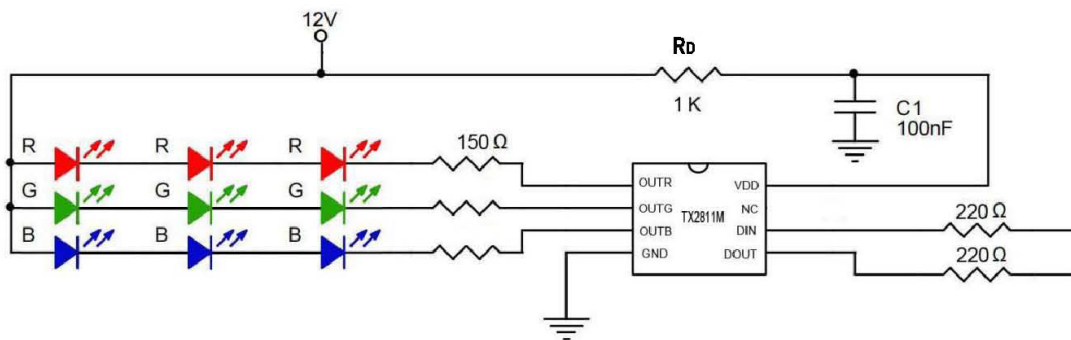 12V
RD
1 K
C1
100nF
R R R 150 Ω
G G G
B B B
OUTR VDD
OUTG NC
TX2811M
OUTB DIN
GND DOUT
220 Ω
220 Ω